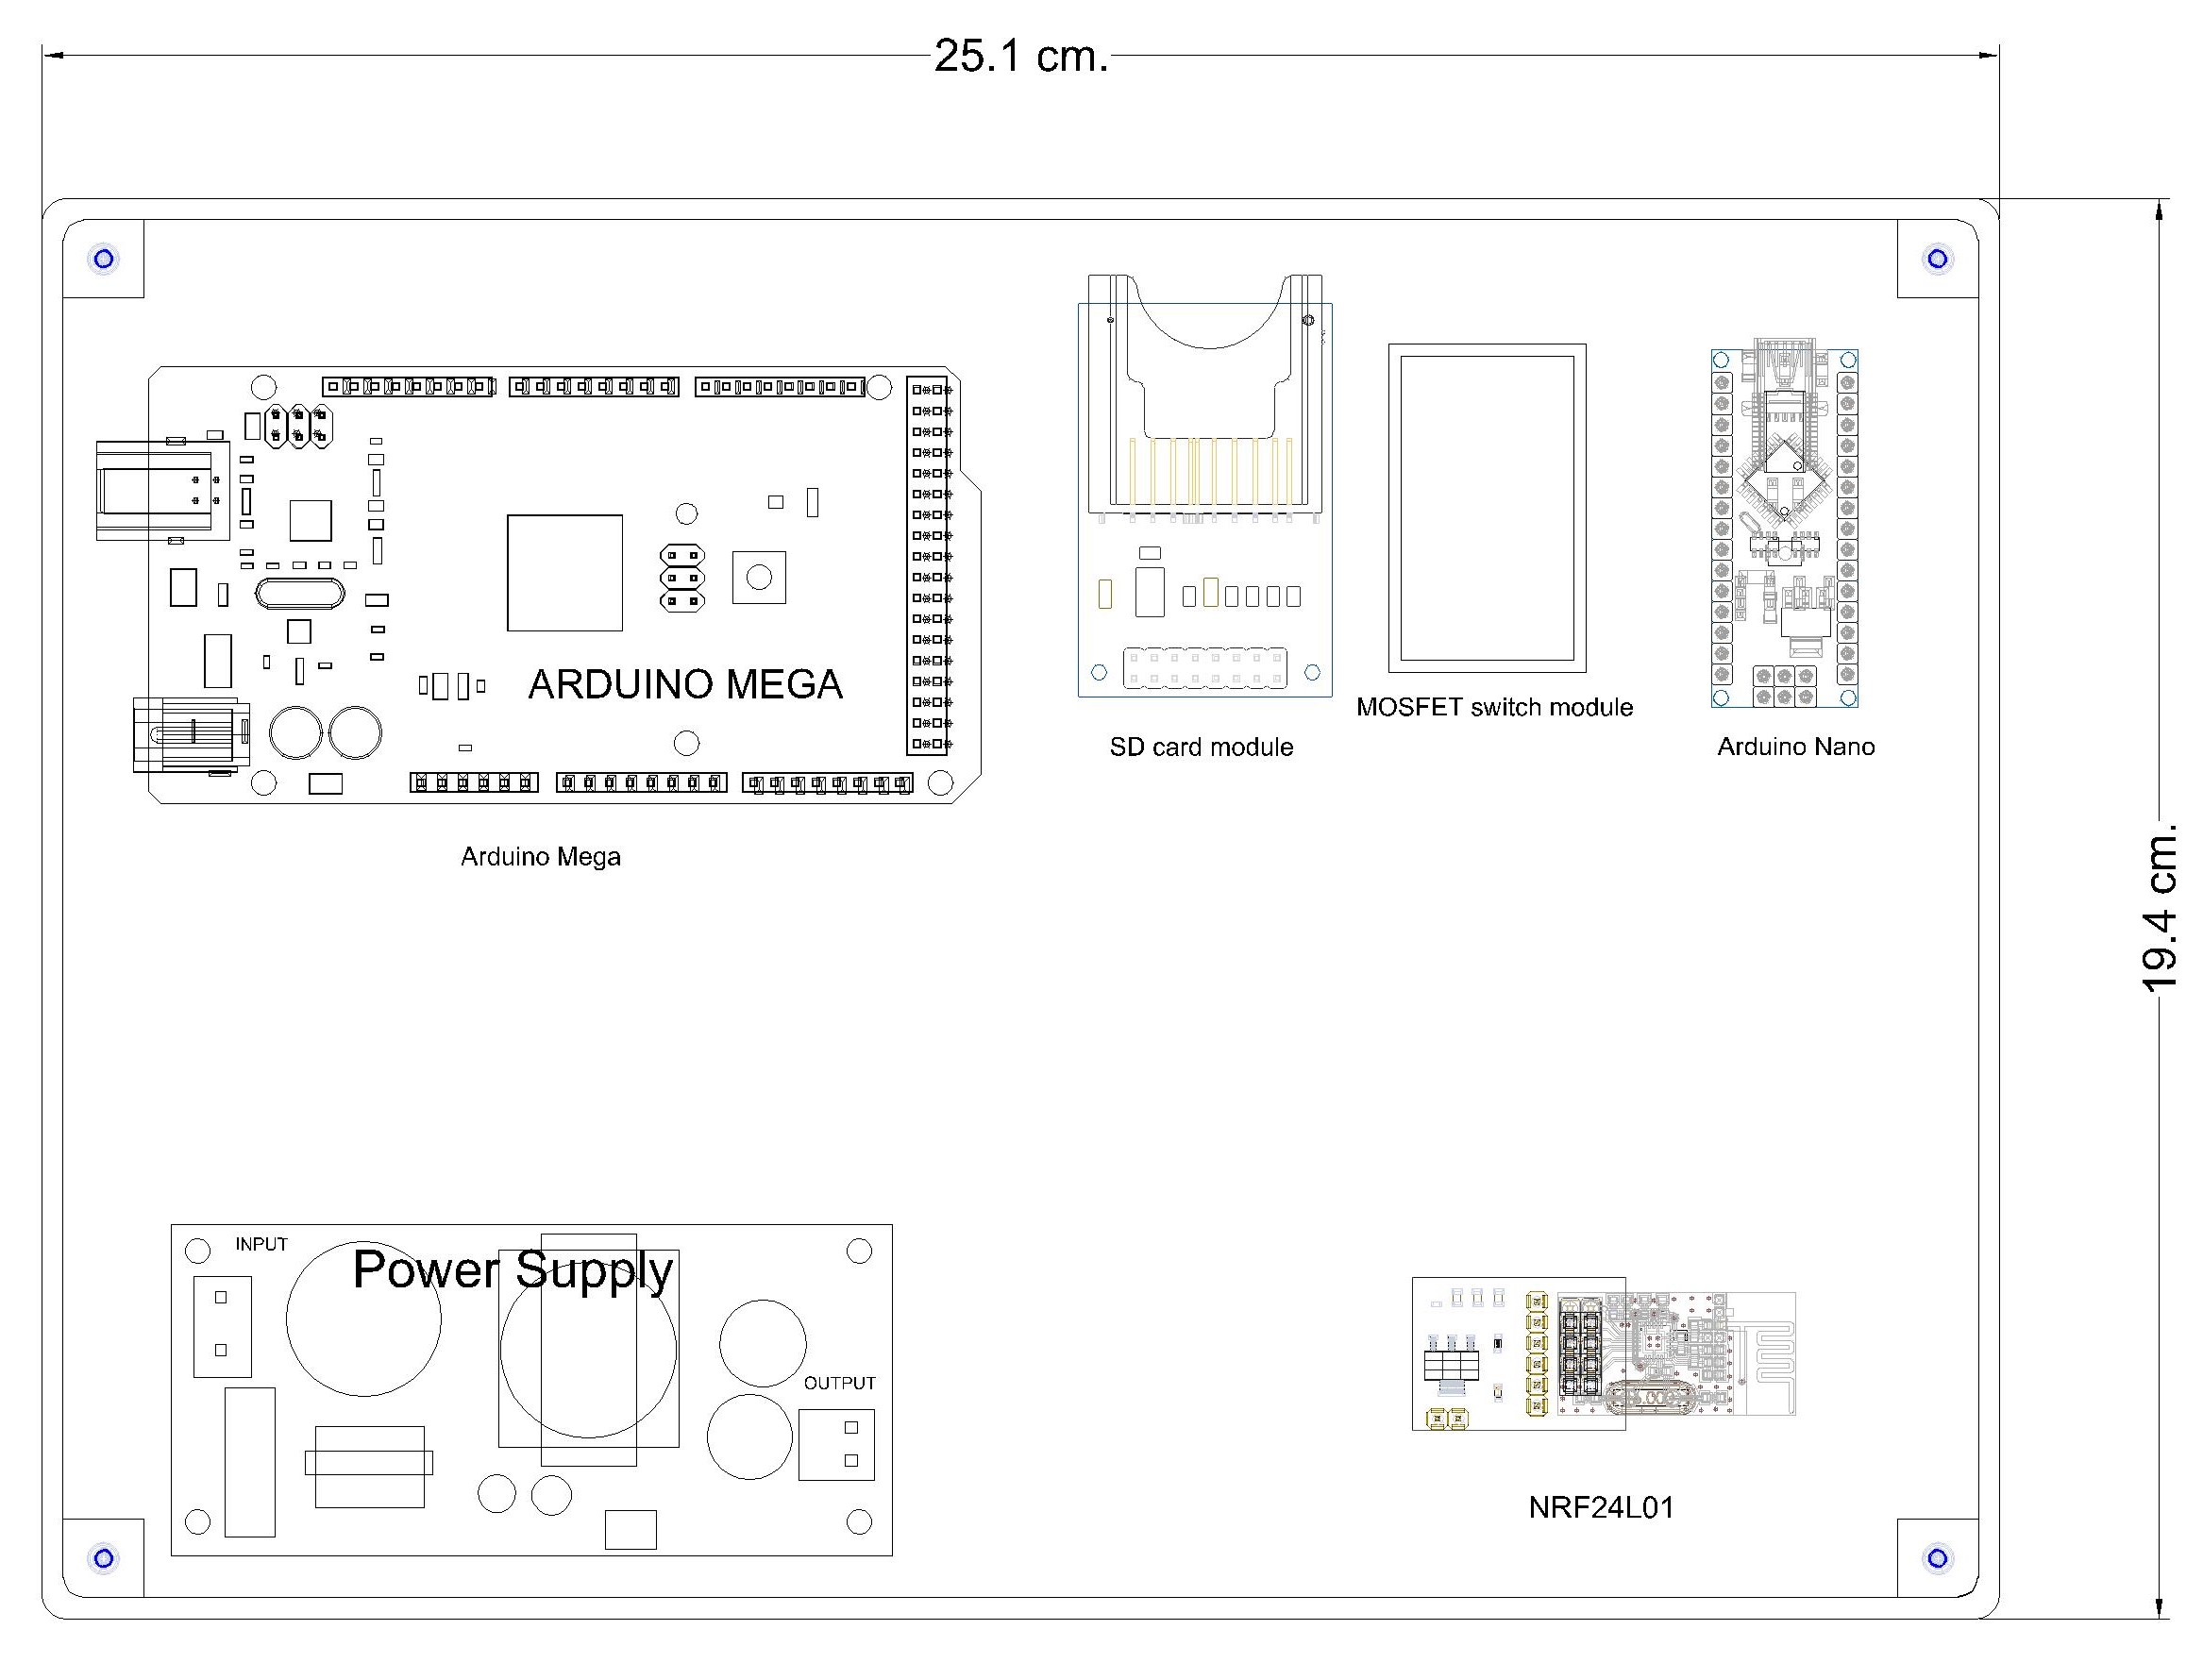 25.1 cm.
19.4 cm.
ARDUINO MEGA
Arduino Mega
SD card module
MOSFET switch module
Arduino Nano
INPUT
Power Supply
OUTPUT
NRF24L01